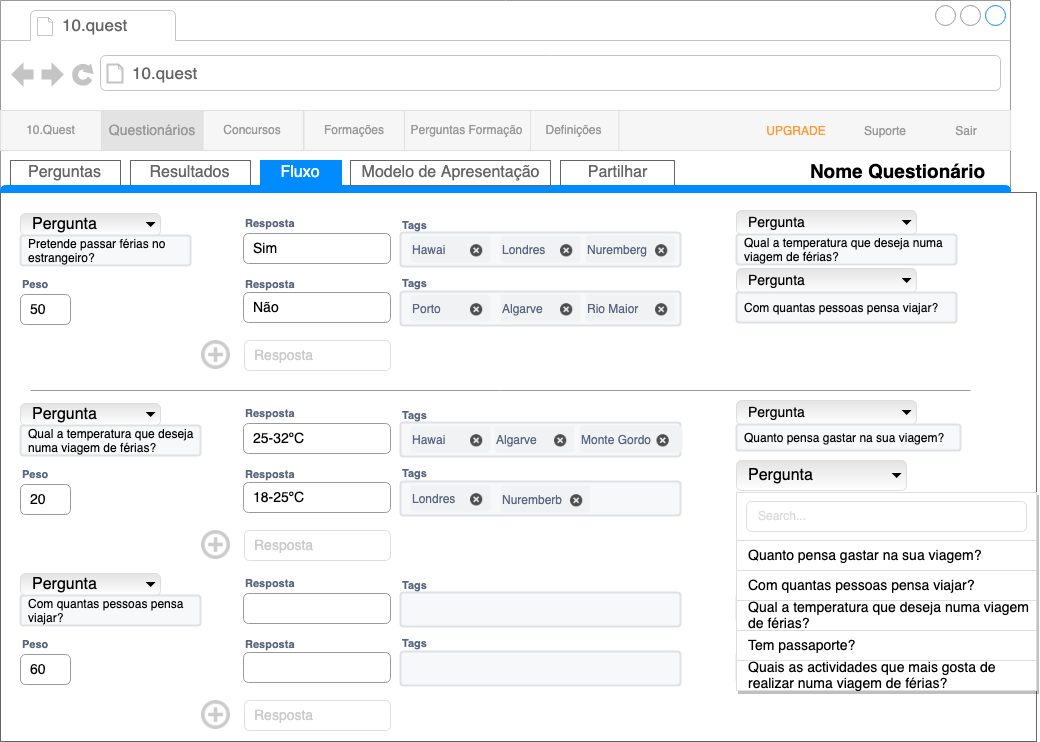 10.quest
10.quest
10.Quest
Questionários
Concursos
Formações
Perguntas Formação
Definições
UPGRADE
Suporte
Sair
Perguntas
Resultados
Fluxo
Modelo de Apresentação
Partilhar
Nome Questionário
Pergunta
Pretende passar férias no
estrangeiro?
Peso
50
Resposta
Sim
Tags
Hawai
Londres
Nuremberg
Resposta
Não
Tags
Porto
Algarve
Rio Maior
Resposta
Pergunta
Qual a temperatura que deseja numa
viagem de férias?
Pergunta
Com quantas pessoas pensa viajar?
Pergunta
Qual a temperatura que deseja
numa viagem de férias?
Peso
20
Resposta
25-32ºC
Tags
Hawai
Algarve
Monte Gordo
Resposta
18-25ºC
Tags
Londres
Nuremberb
Resposta
Pergunta
Quanto pensa gastar na sua viagem?
Pergunta
Search...
Quanto pensa gastar na sua viagem?
Com quantas pessoas pensa viajar?
Qual a temperatura que deseja numa viagem
de férias?
Tem passaporte?
Quais as actividades que mais gosta de
realizar numa viagem de férias?
Pergunta
Com quantas pessoas pensa
viajar?
Peso
60
Resposta
Tags
Resposta
Tags
Resposta